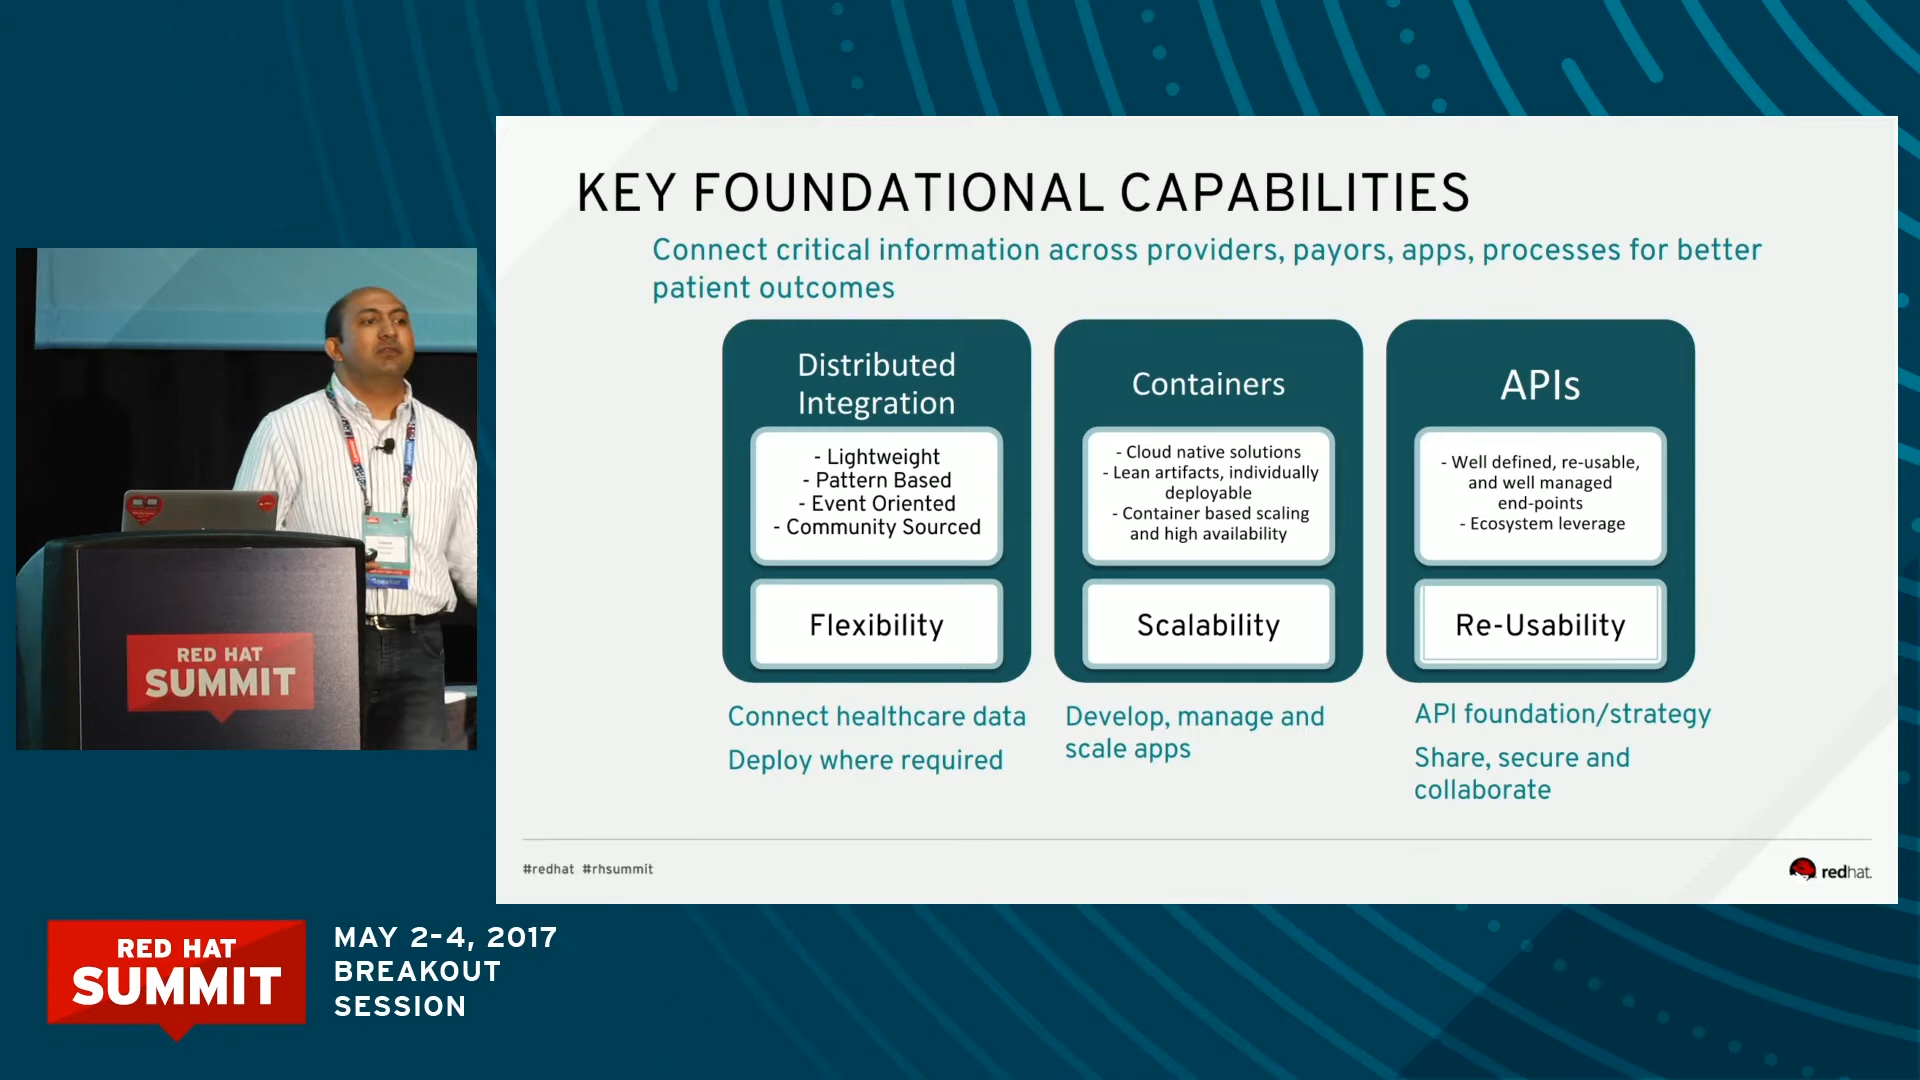 KEY FOUNDATIONAL CAPABILITIES
Connect critical information across providers, payors, apps, processes for better
patient outcomes
Distributed
Integration
- Lightweight
- Pattern Based
- Event Oriented
- Community Sourced
Flexibility
Connect healthcare data
Deploy where required
Containers
- Cloud native solutions
- Lean artifacts, individually
deployable
- Container based scaling
and high availability
Scalability
Develop, manage and
scale apps
APIs
- Well defined, re-usable,
and well managed
end-points
- Ecosystem leverage
Re-Usability
API foundation/strategy
Share, secure and
collaborate
#redhat #rhsummit
redhat.
RED HAT
SUMMIT
RED HAT
SUMMIT
MAY 2-4, 2017
BREAKOUT
SESSION